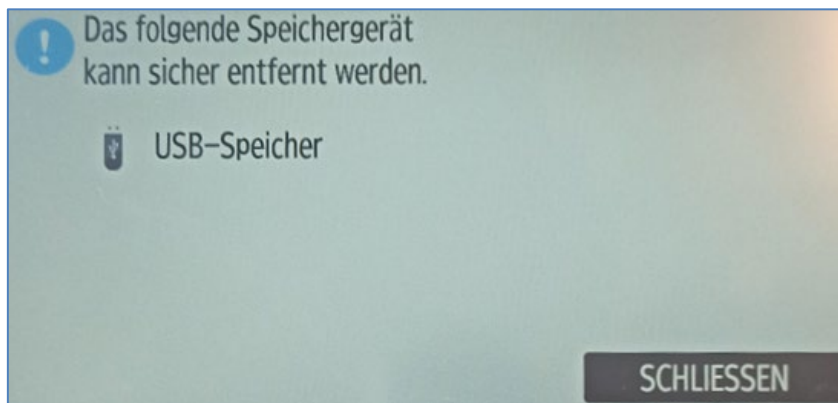 Das folgende Speichergerät
kann sicher entfernt werden.
USB-Speicher
SCHLIESSEN